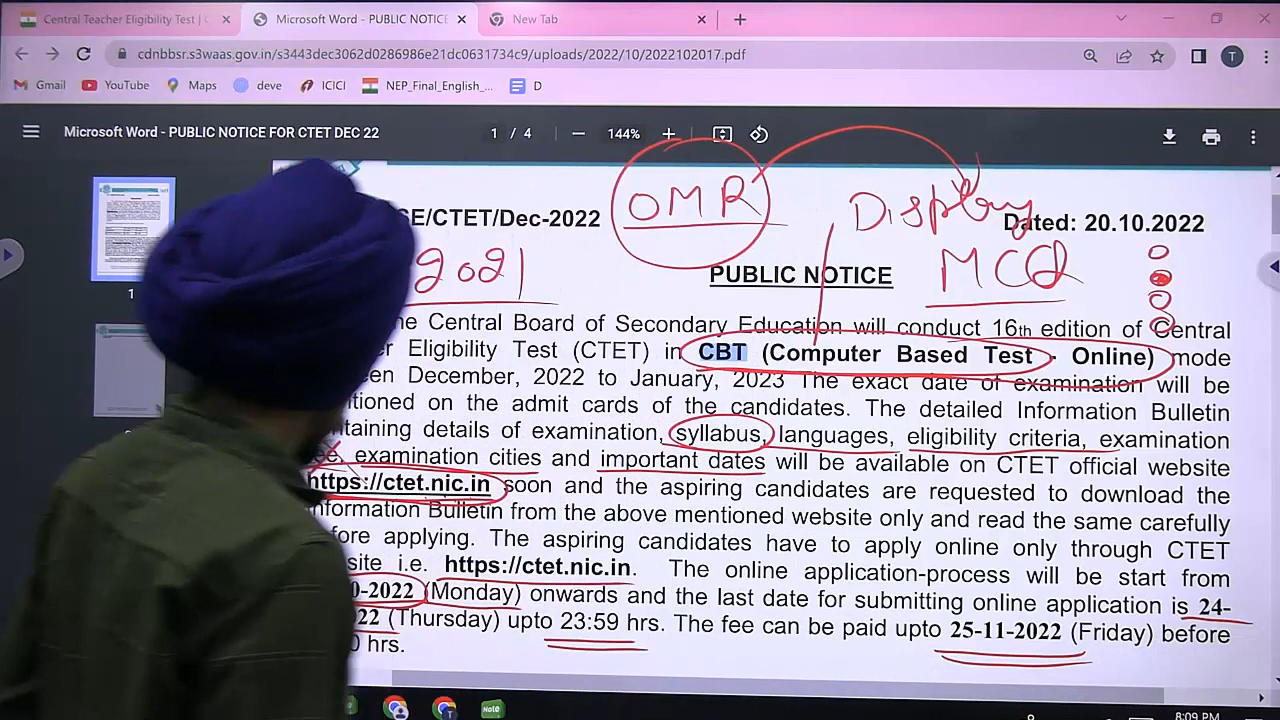 Central Teacher Eligibility Test | C
Microsoft Word - PUBLIC NOTICE
New Tab
cdnbbsr.s3waas.gov.in/s3443dec3062d0286986e21dc0631734c9/uploads/2022/10/2022102017.pdf
T
Gmail
YouTube
Maps
deve
ICICI
NEP_Final_English_...
D
Microsoft Word - PUBLIC NOTICE FOR CTET DEC 22
1 / 4
144%
OMR
Display
SE/CTET/Dec-2022
Dated: 20.10.2022
2021
PUBLIC NOTICE
MCQ
1
he Central Board of Secondary Education will conduct 16th edition of Central
er Eligibility Test (CTET) in CBT (Computer Based Test - Online) mode
een December, 2022 to January, 2023 The exact date of examination will be
tioned on the admit cards of the candidates. The detailed Information Bulletin
ntaining details of examination, syllabus, languages, eligibility criteria, examination
examination cities and important dates will be available on CTET official website
https://ctet.nic.in soon and the aspiring candidates are requested to download the
Information Bulletin from the above mentioned website only and read the same carefully
fore applying. The aspiring candidates have to apply online only through CTET
site i.e. https://ctet.nic.in. The online application-process will be start from
0-2022 (Monday) onwards and the last date for submitting online application is 24-
22 (Thursday) upto 23:59 hrs. The fee can be paid upto 25-11-2022 (Friday) before
0 hrs.
Note
8:09 PM